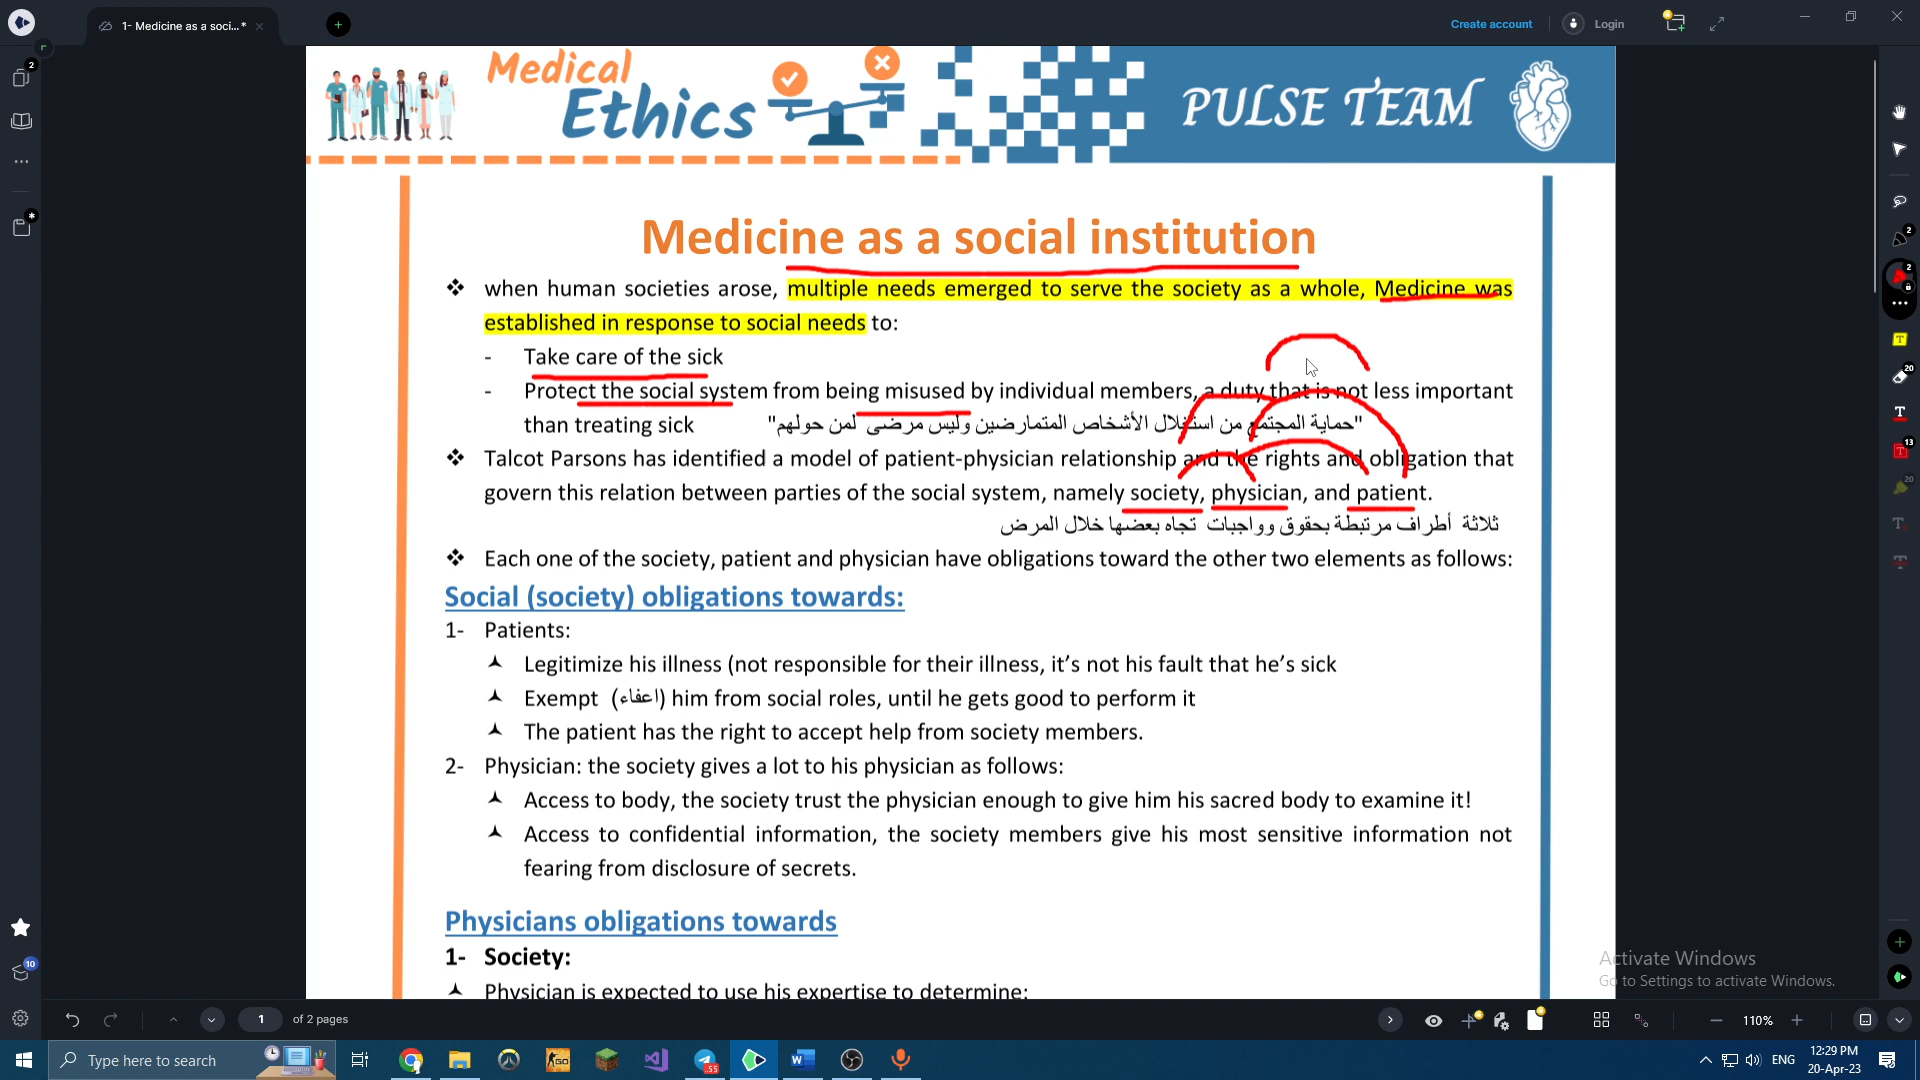 1- Medicine as a soci...*
Create account
Login
2
Medical
Ethics
PULSE TEAM
Medicine as a social institution
❖ when human societies arose, multiple needs emerged to serve the society as a whole, Medicine was
established in response to social needs to:
- Take care of the sick
- Protect the social system from being misused by individual members, a duty that is not less important
than treating sick
"حماية المجتمع من استغلال الأشخاص المتمارضين وليس مرضى لمن حولهم"
❖ Talcot Parsons has identified a model of patient-physician relationship and the rights and obligation that
govern this relation between parties of the social system, namely society, physician, and patient.
ثلاثة أطراف مرتبطة بحقوق وواجبات تجاه بعضها خلال المرض
❖ Each one of the society, patient and physician have obligations toward the other two elements as follows:
Social (society) obligations towards:
1- Patients:
Legitimize his illness (not responsible for their illness, it's not his fault that he's sick
Exempt (اعفاء) him from social roles, until he gets good to perform it
The patient has the right to accept help from society members.
2- Physician: the society gives a lot to his physician as follows:
Access to body, the society trust the physician enough to give him his sacred body to examine it!
Access to confidential information, the society members give his most sensitive information not
fearing from disclosure of secrets.
Physicians obligations towards
1- Society:
Physician is expected to use his expertise to determine:
2
2
20
13
20
10
Activate Windows
Go to Settings to activate Windows.
1 of 2 pages
110%
Type here to search
GO
55
ENG
12:29 PM
20-Apr-23